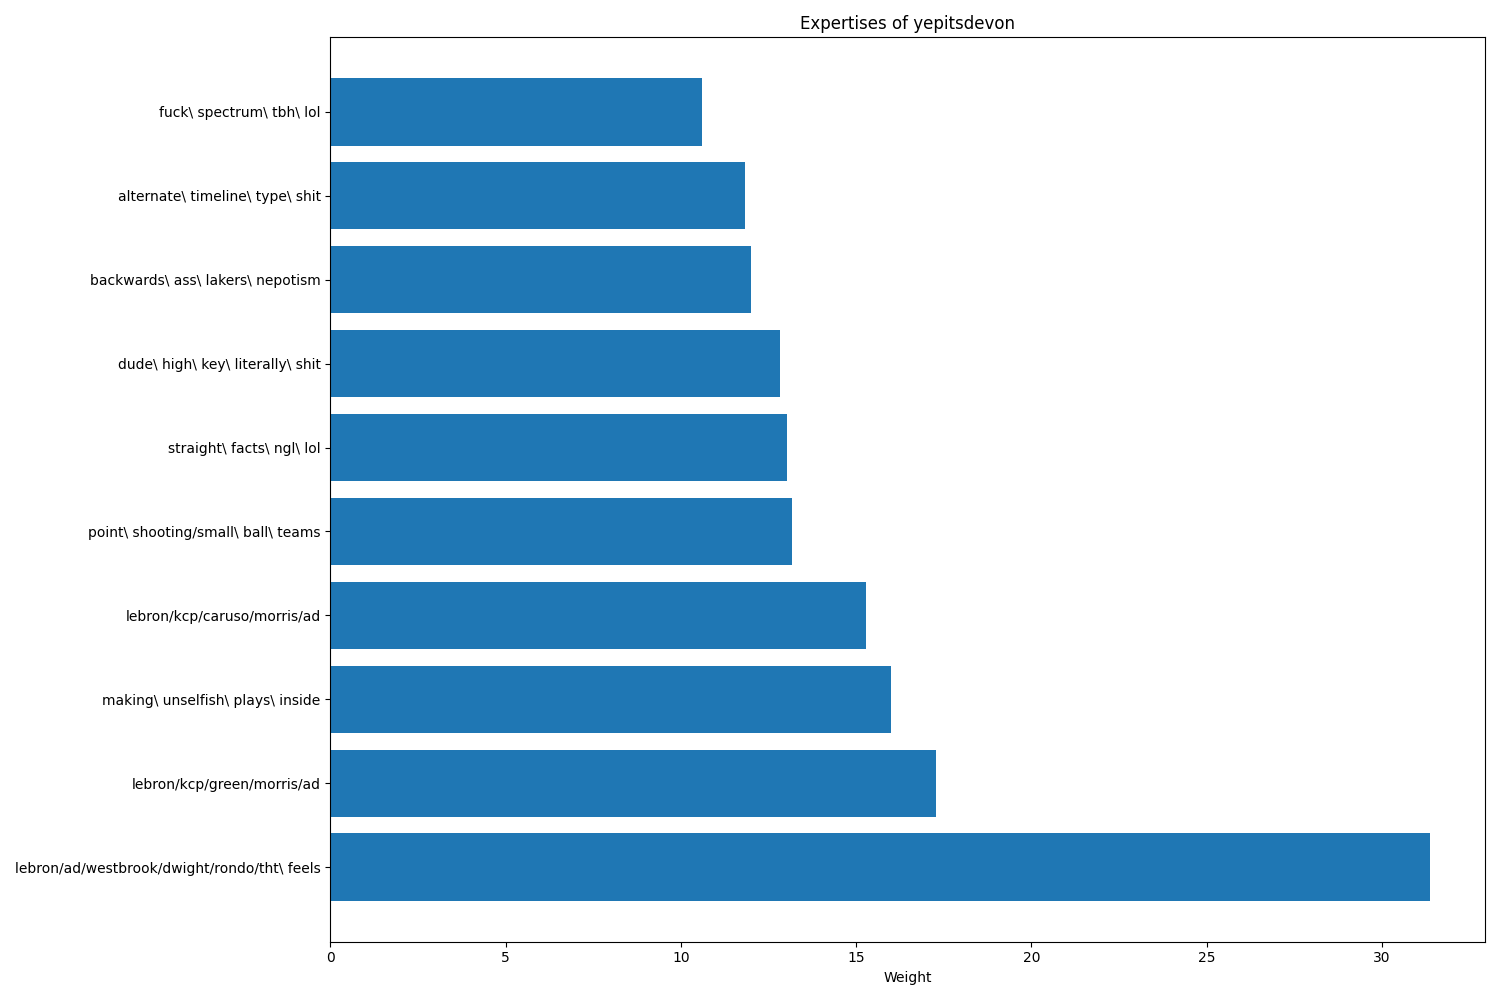 Expertises of yepitsdevon
fuck\ spectrum\ tbh\ lol
alternate\ timeline\ type\ shit
backwards\ ass\ lakers\ nepotism
dude\ high\ key\ literally\ shit
straight\ facts\ ngl\ lol
point\ shooting/small\ ball\ teams
lebron/kcp/caruso/morris/ad
making\ unselfish\ plays\ inside
lebron/kcp/green/morris/ad
lebron/ad/westbrook/dwight/rondo/tht\ feels
0 5 10 15 20 25 30
Weight